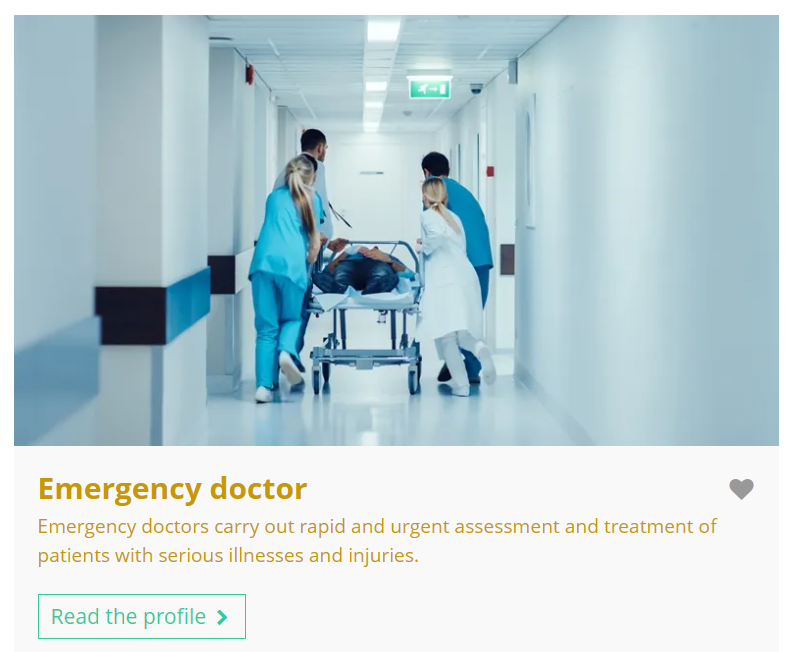 Emergency doctor
Emergency doctors carry out rapid and urgent assessment and treatment of
patients with serious illnesses and injuries.
Read the profile